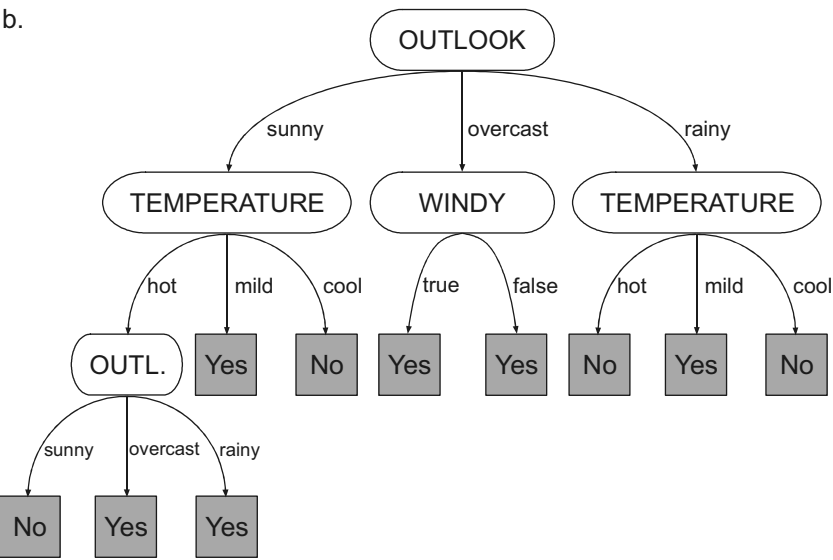 b.
OUTLOOK
sunny overcast rainy
TEMPERATURE WINDY TEMPERATURE
hot mild cool true false hot mild cool
OUTL. Yes No Yes Yes No Yes No
sunny overcast rainy
No Yes Yes